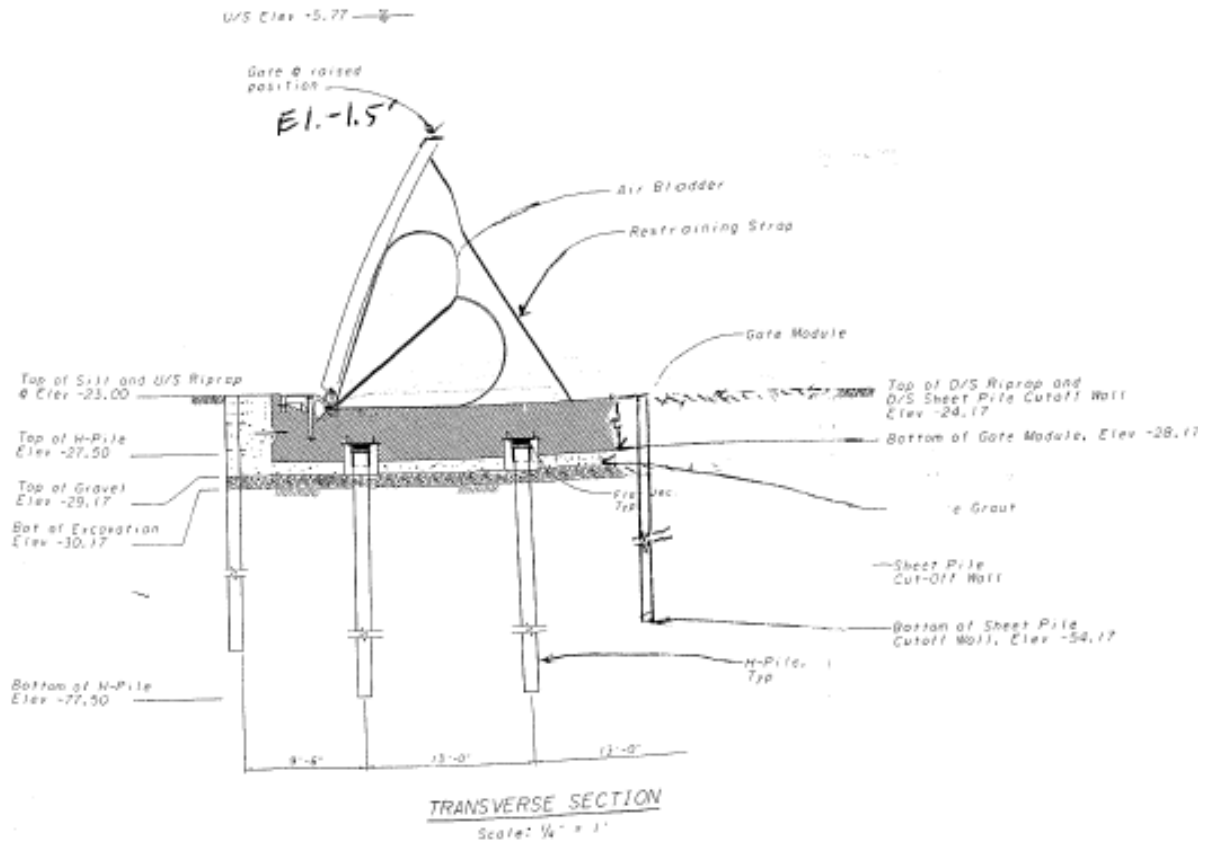 U/S Elev -5.77
Gate @ raised
position
El.-1.5'
Air Bladder
Restraining Strap
Gate Module
Top of Sill and U/S Riprap
@ Elev -23.00
Top of D/S Riprap and
D/S Sheet Pile Cutoff Wall
Elev -24.17
Top of H-Pile
Elev -27.50
Bottom of Gate Module, Elev -28.17
Top of Gravel
Elev -29.17
Typ
e Grout
Bot of Excavation
Elev -30.17
Sheet Pile
Cut-Off Wall
Bottom of Sheet Pile
Cutoff Wall, Elev -54.17
H-Pile,
Typ
Bottom of H-Pile
Elev -77.50
9'-6"
13'-0"
13'-0"
TRANSVERSE SECTION
Scale: ¼" = 1'